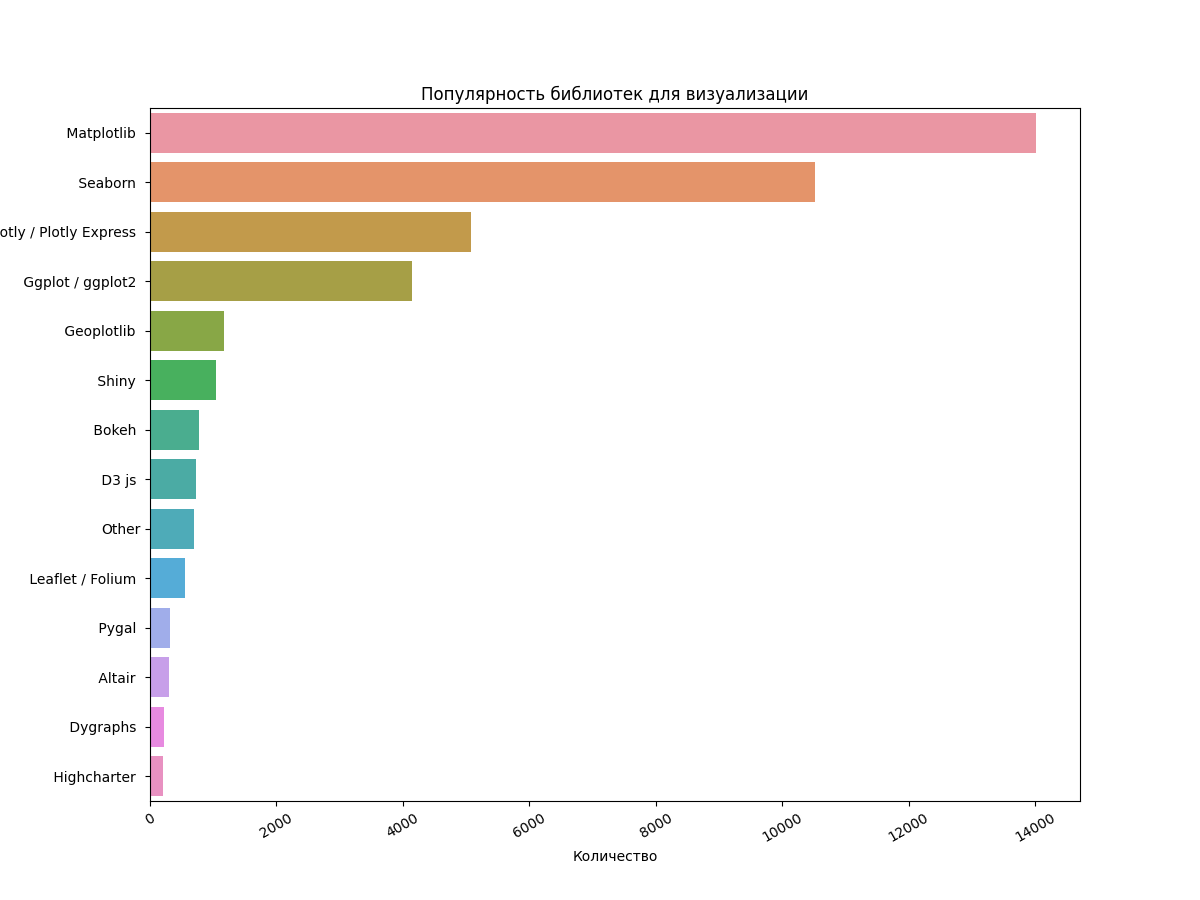 Популярность библиотек для визуализации
Matplotlib
Seaborn
otly / Plotly Express
Ggplot / ggplot2
Geoplotlib
Shiny
Bokeh
D3 js
Other
Leaflet / Folium
Pygal
Altair
Dygraphs
Highcharter
0 2000 4000 6000 8000 10000 12000 14000
Количество